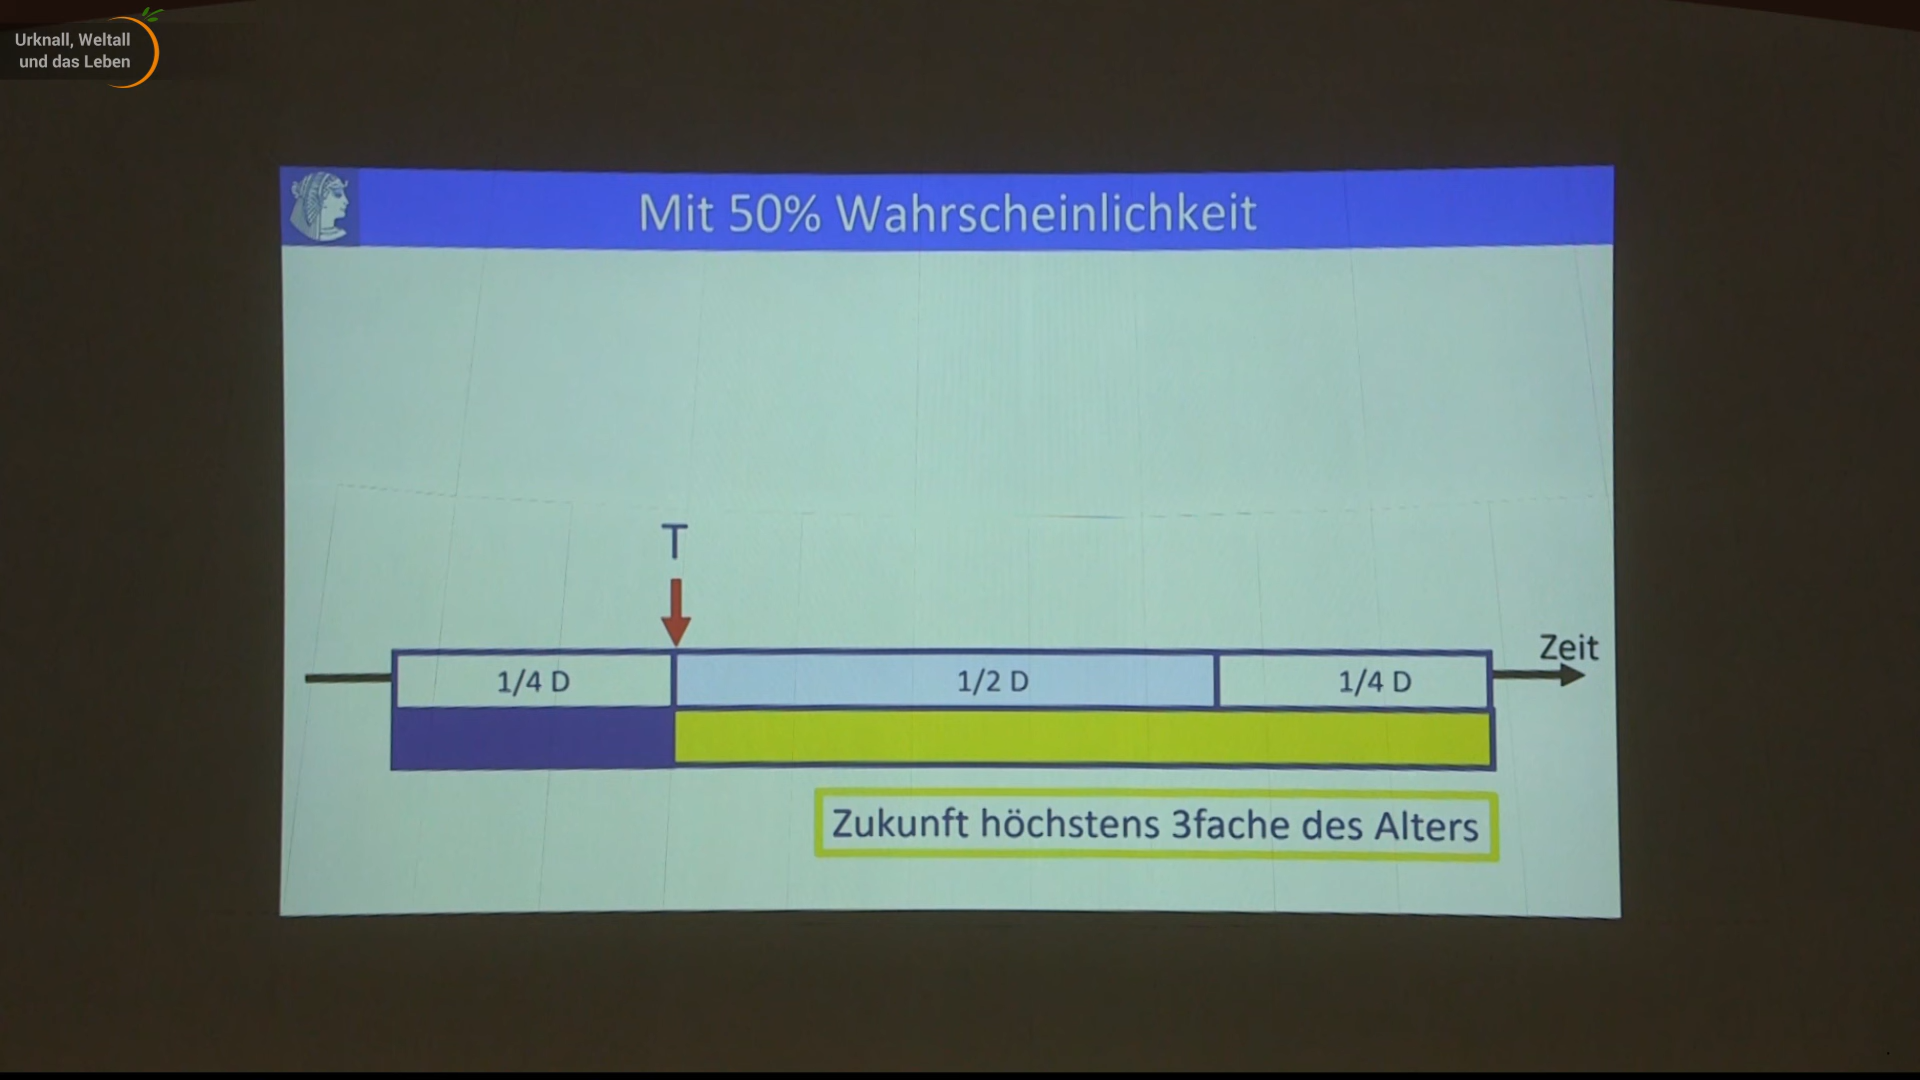 Urknall, Weltall
und das Leben
Mit 50% Wahrscheinlichkeit
T
Zeit
1/4 D
1/2 D
1/4 D
Zukunft höchstens 3fache des Alters